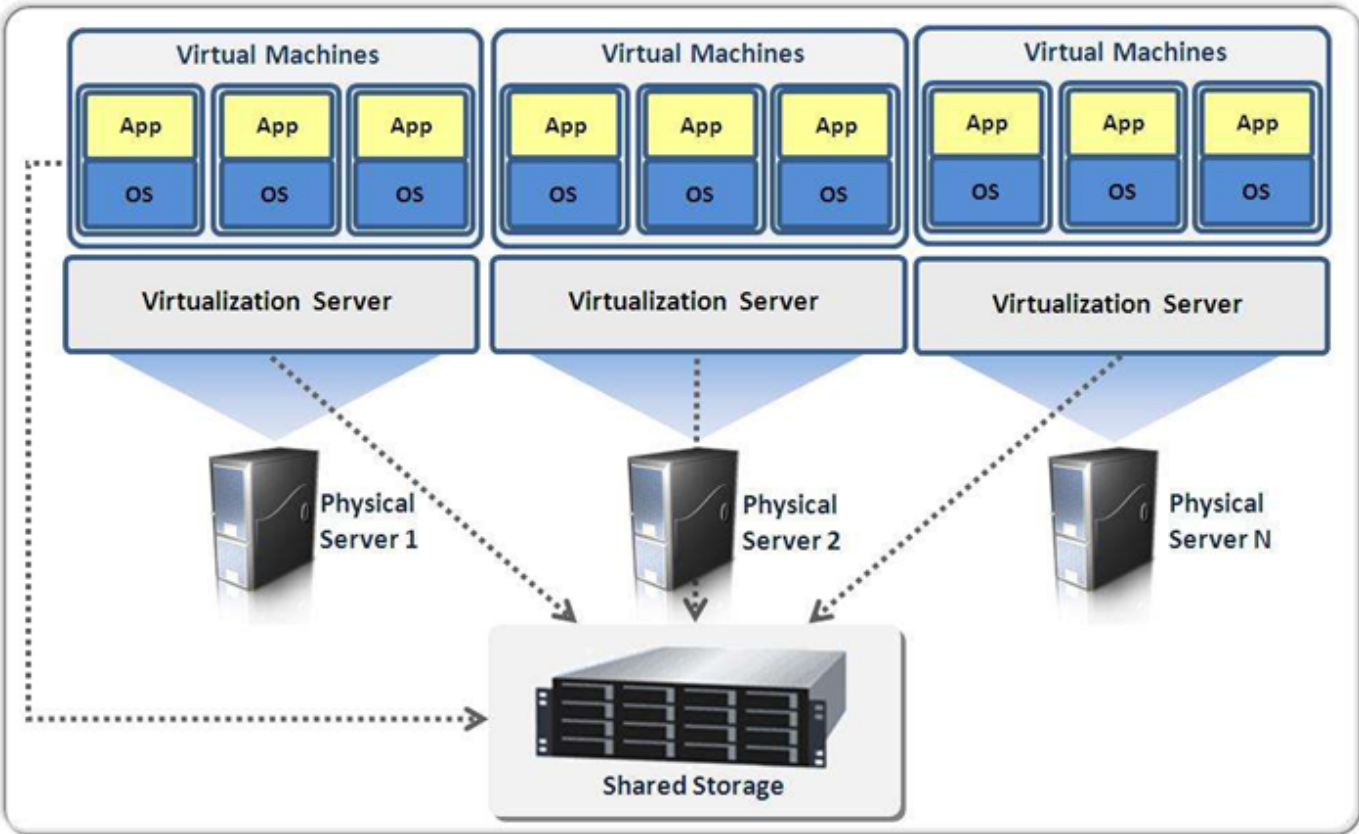 Virtual Machines
Virtual Machines
Virtual Machines
App
App
App
App
App
App
App
App
App
OS
OS
OS
OS
OS
OS
OS
OS
OS
Virtualization Server
Virtualization Server
Virtualization Server
Physical
Server 1
Physical
Server 2
Physical
Server N
Shared Storage